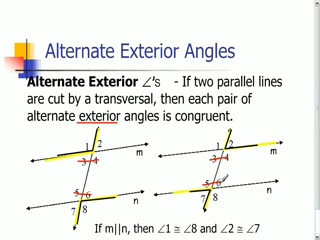 Alternate Exterior Angles
Alternate Exterior ∠'s - If two parallel lines
are cut by a transversal, then each pair of
alternate exterior angles is congruent.
1 2
3 4
m
5 6
7 8
n
1 2
3 4
m
5 6
7 8
n
If m||n, then ∠1 ≅ ∠8 and ∠2 ≅ ∠7